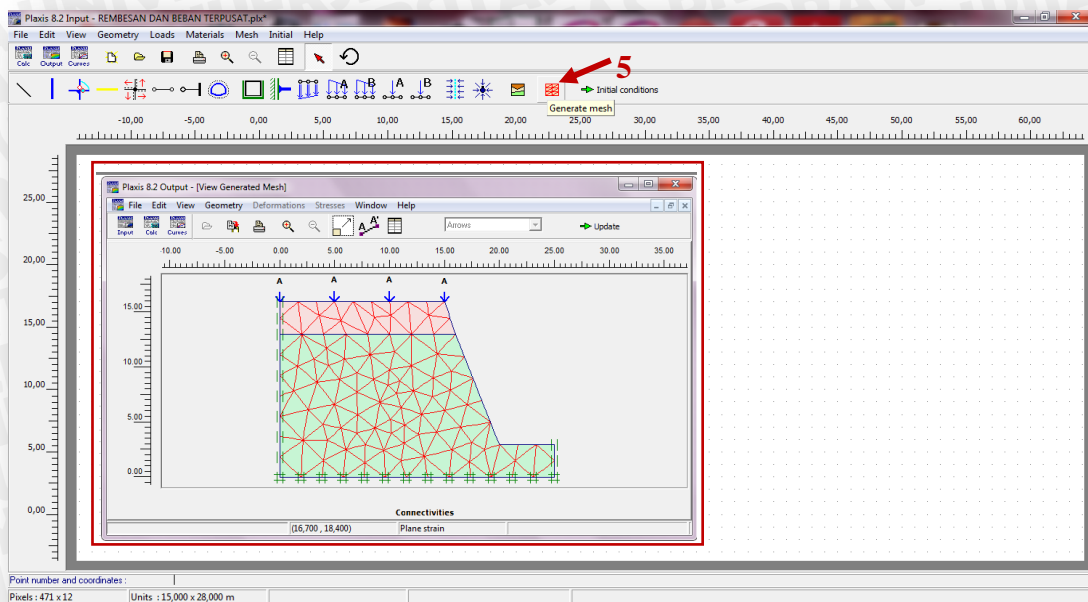 Plaxis 8.2 Input - REMBESAN DAN BEBAN TERPUSAT.plx*
File Edit View Geometry Loads Materials Mesh Initial Help
Calc Output Curves
5
A B A B Initial conditions
Generate mesh
-10,00 -5,00 0,00 5,00 10,00 15,00 20,00 25,00 30,00 35,00 40,00 45,00 50,00 55,00 60,00
25,00
20,00
15,00
10,00
5,00
0,00
Plaxis 8.2 Output - [View Generated Mesh]
File Edit View Geometry Deformations Stresses Window Help
Input Calc Curves A A* Arrows Update
-10.00 -5.00 0.00 5.00 10.00 15.00 20.00 25.00 30.00 35.00
A A A A
15.00
10.00
5.00
0.00
Connectivities
(16,700 , 18,400) Plane strain
Point number and coordinates :
Pixels : 471 x 12 Units : 15,000 x 28,000 m